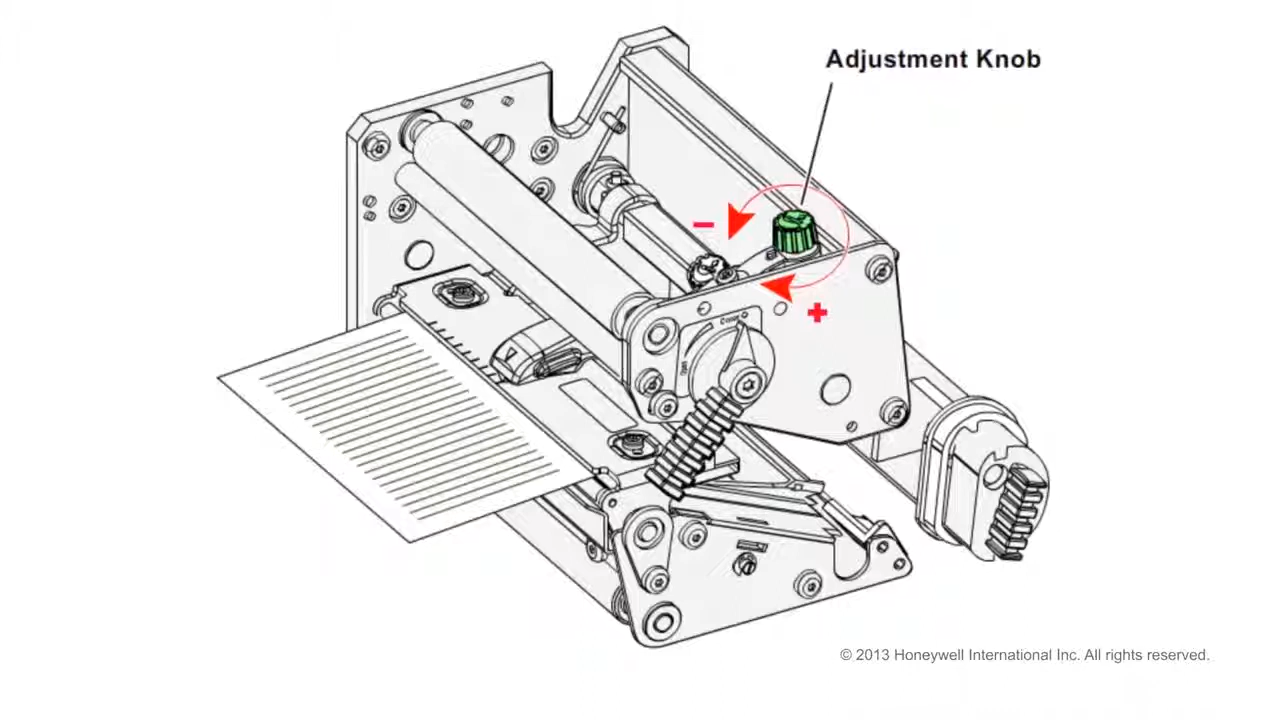 Adjustment Knob
−
+
© 2013 Honeywell International Inc. All rights reserved.